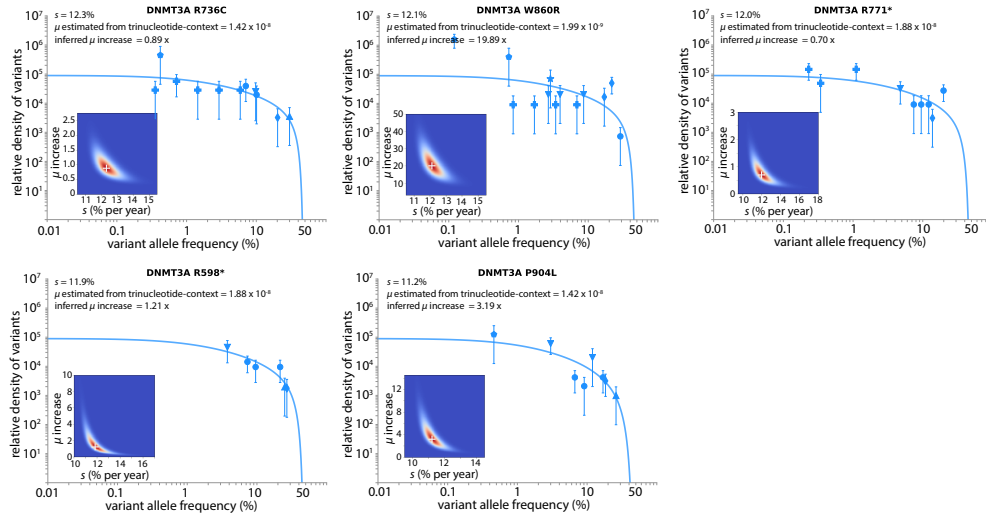 DNMT3A R736C
s = 12.3%
μ estimated from trinucleotide-context = 1.42 x 10⁻⁸
inferred μ increase = 0.89 x
relative density of variants
10⁷
10⁶
10⁵
10⁴
10³
10²
10¹
μ increase
2.5
2.0
1.5
1.0
0.5
0
11 12 13 14 15
s (% per year)
0.01 0.1 1 10 50
variant allele frequency (%)
DNMT3A W860R
s = 12.1%
μ estimated from trinucleotide-context = 1.99 x 10⁻⁹
inferred μ increase = 19.89 x
relative density of variants
10⁷
10⁶
10⁵
10⁴
10³
10²
10¹
μ increase
50
40
30
20
10
11 12 13 14 15
s (% per year)
0.01 0.1 1 10 50
variant allele frequency (%)
DNMT3A R771*
s = 12.0%
μ estimated from trinucleotide-context = 1.88 x 10⁻⁸
inferred μ increase = 0.70 x
relative density of variants
10⁷
10⁶
10⁵
10⁴
10³
10²
10¹
μ increase
3
2
1
0
10 12 14 16 18
s (% per year)
0.01 0.1 1 10 50
variant allele frequency (%)
DNMT3A R598*
s = 11.9%
μ estimated from trinucleotide-context = 1.88 x 10⁻⁸
inferred μ increase = 1.21 x
relative density of variants
10⁷
10⁶
10⁵
10⁴
10³
10²
10¹
μ increase
10
8
6
4
2
0
10 12 14 16
s (% per year)
0.01 0.1 1 10 50
variant allele frequency (%)
DNMT3A P904L
s = 11.2%
μ estimated from trinucleotide-context = 1.42 x 10⁻⁸
inferred μ increase = 3.19 x
relative density of variants
10⁷
10⁶
10⁵
10⁴
10³
10²
10¹
μ increase
12
8
4
0
10 12 14
s (% per year)
0.01 0.1 1 10 50
variant allele frequency (%)